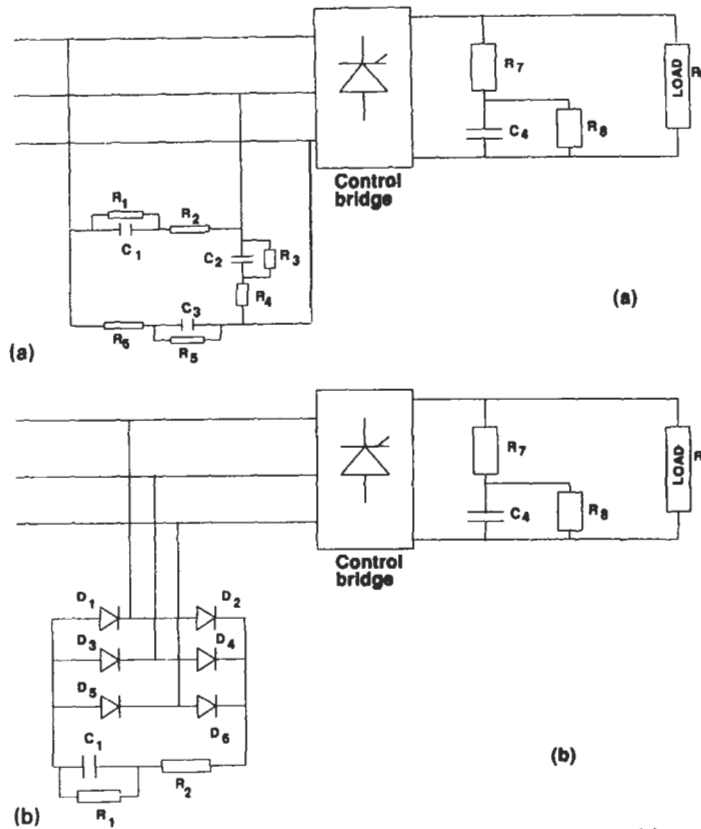 R7
C4
R8
LOAD
R
Control
bridge
R1
C1
R2
C2
R3
R4
C3
R6
R5
(a)
(a)
R7
C4
R8
LOAD
R
Control
bridge
D1
D2
D3
D4
D5
D6
C1
R2
R1
(b)
(b)